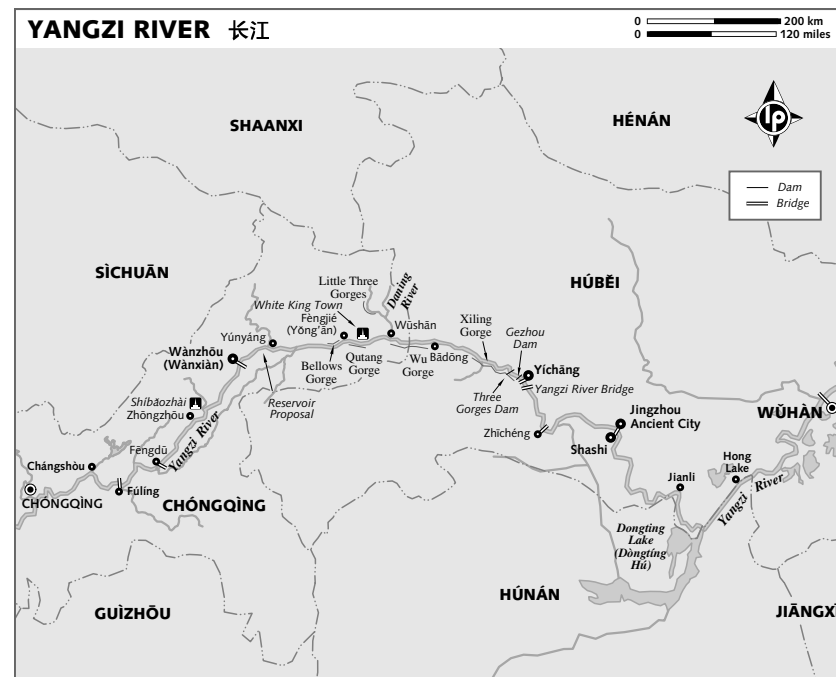 YANGZI RIVER 长江
0 200 km
0 120 miles
SHAANXI
HÉNÁN
lp
Dam
Bridge
SÌCHUĀN
HÚBĚI
Little Three
Gorges
Daning
River
White King Town
Fèngjié
(Yǒng'ān)
Wūshān
Xiling
Gorge
Gezhou
Dam
Yúnyáng
Wànzhōu
(Wànxiàn)
Bellows
Gorge
Qutang
Gorge
Wu
Gorge
Bādōng
Yíchāng
Yangzi River Bridge
Reservoir
Proposal
Three
Gorges Dam
Shíbǎozhài
Zhōngzhōu
Yangzi River
Jīngzhou
Ancient City
WǓHÀN
Zhīchéng
Shashi
Fēngdū
Chángshòu
Hong
Lake
Jianli
CHÓNGQÌNG
Fúlíng
CHÓNGQÌNG
Yangzi River
Dongting
Lake
(Dòngtíng
Hú)
HÚNÁN
GUÌZHŌU
JIĀNGXĪ